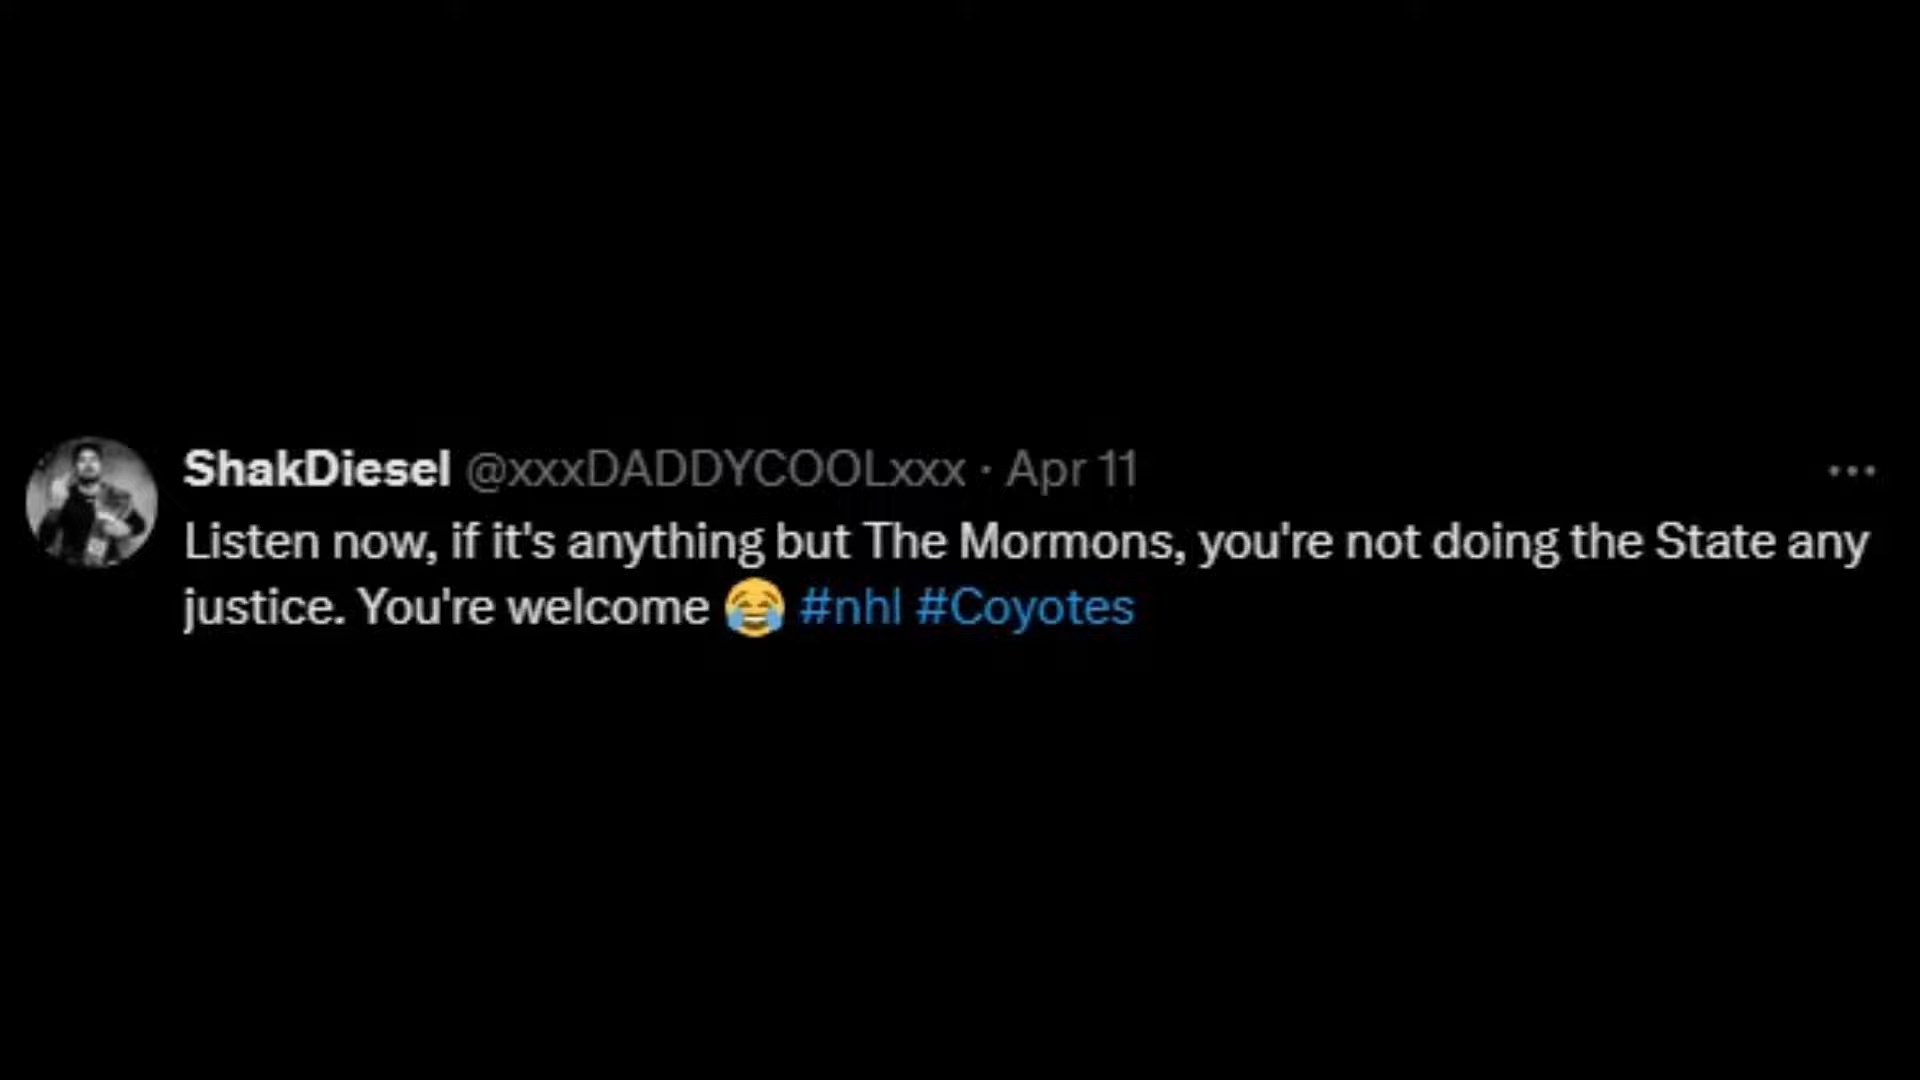 ShakDiesel @xxxDADDYCOOLxxx · Apr 11 ···
Listen now, if it's anything but The Mormons, you're not doing the State any
justice. You're welcome 😂 #nhl #Coyotes